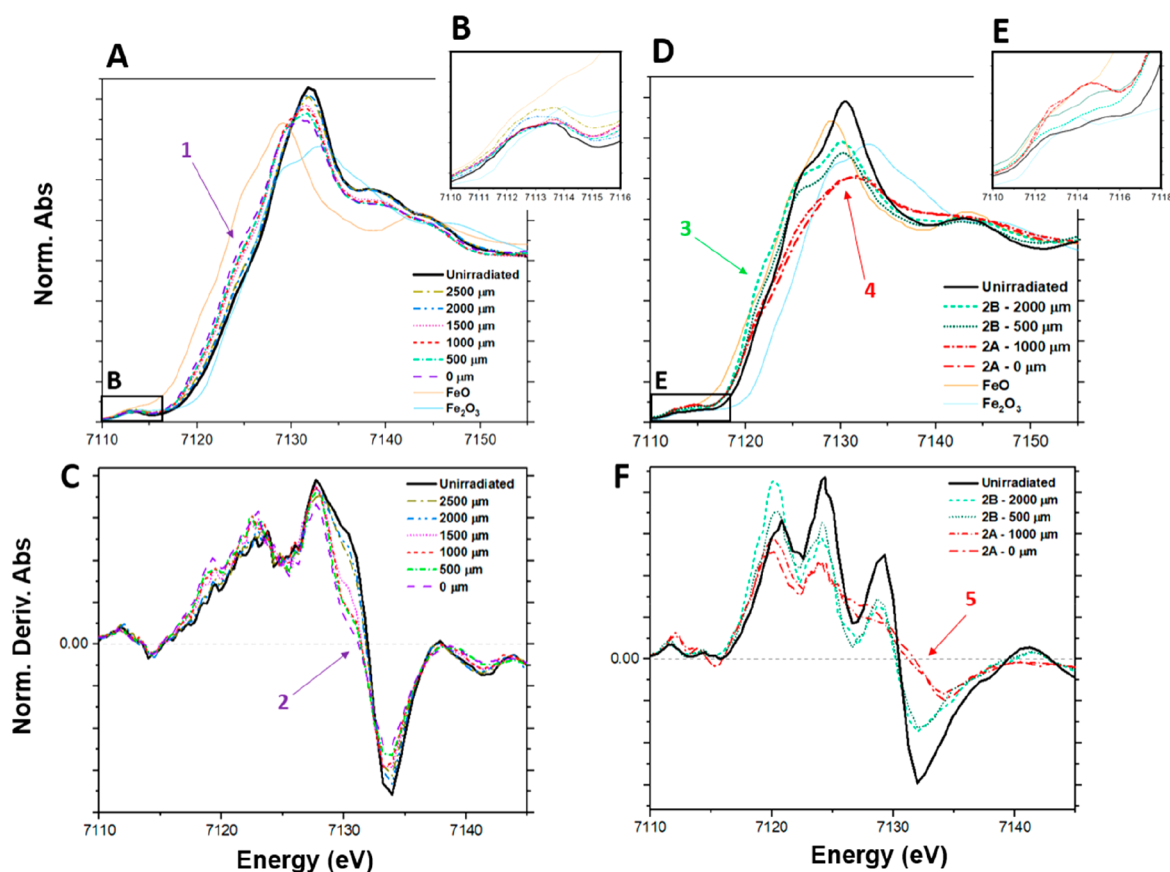 A
B
D
E
1
7110 7111 7112 7113 7114 7115 7116
7110 7112 7114 7116 7118
Norm. Abs
Unirradiated
2500 μm
2000 μm
1500 μm
1000 μm
500 μm
0 μm
FeO
Fe₂O₃
B
7110 7120 7130 7140 7150
3
4
Unirradiated
2B - 2000 μm
2B - 500 μm
2A - 1000 μm
2A - 0 μm
FeO
Fe₂O₃
E
7110 7120 7130 7140 7150
C
Norm. Deriv. Abs
Unirradiated
2500 μm
2000 μm
1500 μm
1000 μm
500 μm
0 μm
0.00
2
7110 7120 7130 7140
Energy (eV)
F
Unirradiated
2B - 2000 μm
2B - 500 μm
2A - 1000 μm
2A - 0 μm
5
0.00
7110 7120 7130 7140
Energy (eV)